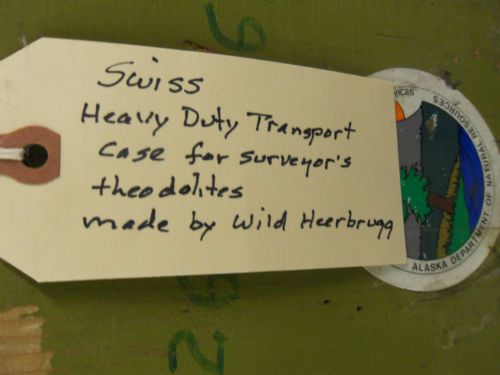 Swiss
Heavy Duty Transport
Case for surveyor's
theodolites
made by Wild Heerbrugg
ALASKA DEPARTMENT OF NATURAL RESOURCES